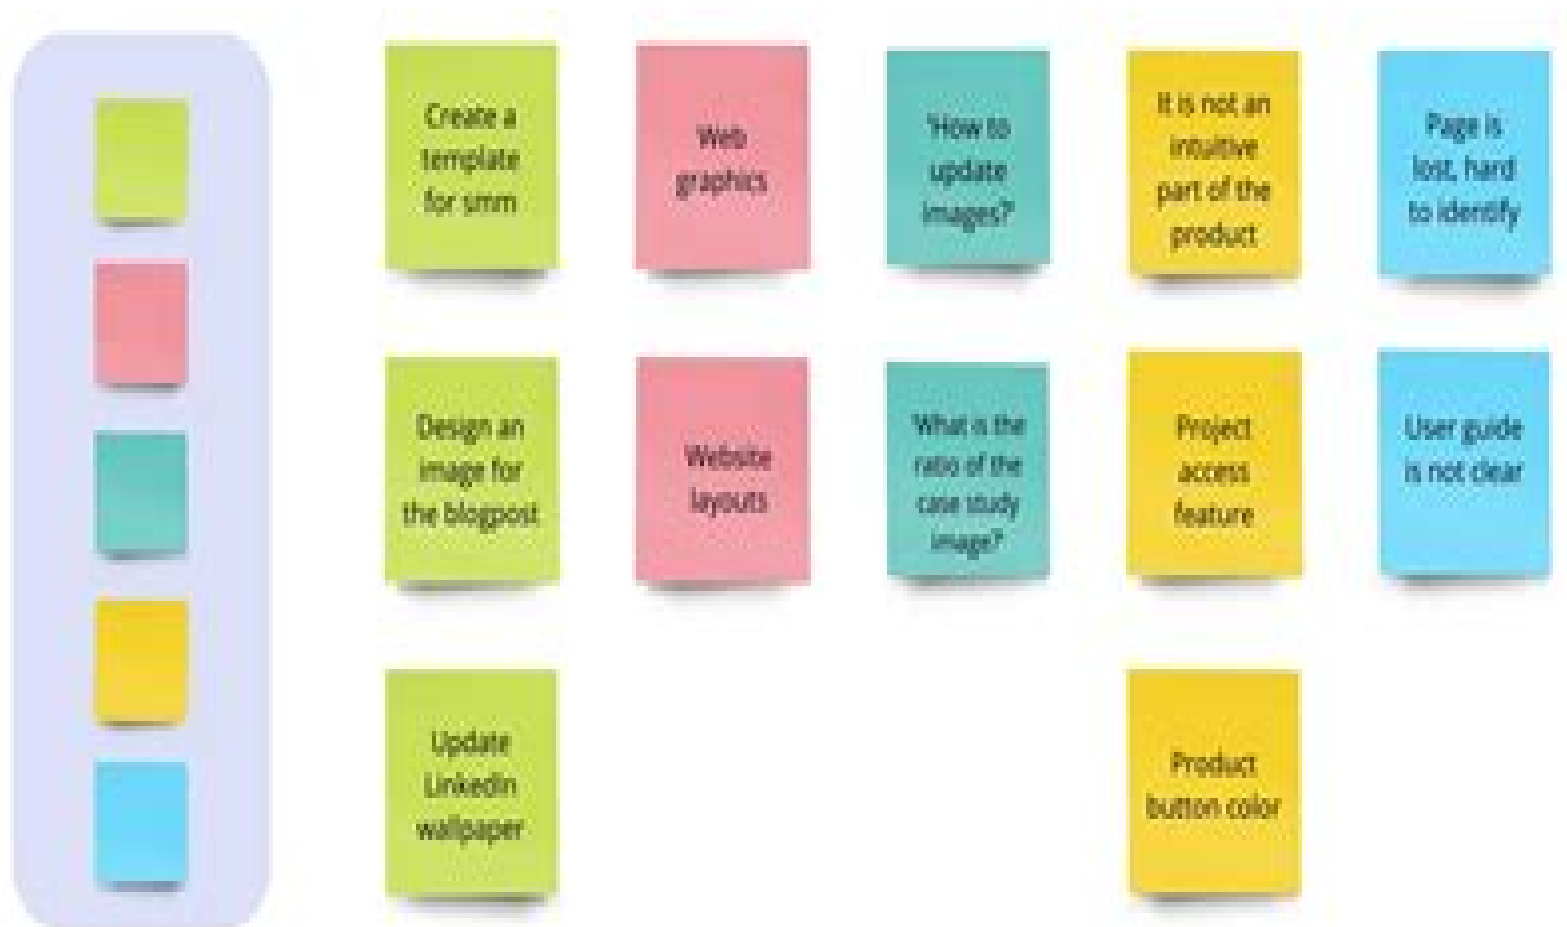 Create a
template
for smm
Web
graphics
'How to
update
images?'
It is not an
intuitive
part of the
product
Page is
lost, hard
to identify
Design an
image for
the blogpost
Website
layouts
'What is the
ratio of the
case study
image?'
Project
access
feature
User guide
is not clear
Update
LinkedIn
wallpaper
Product
button color